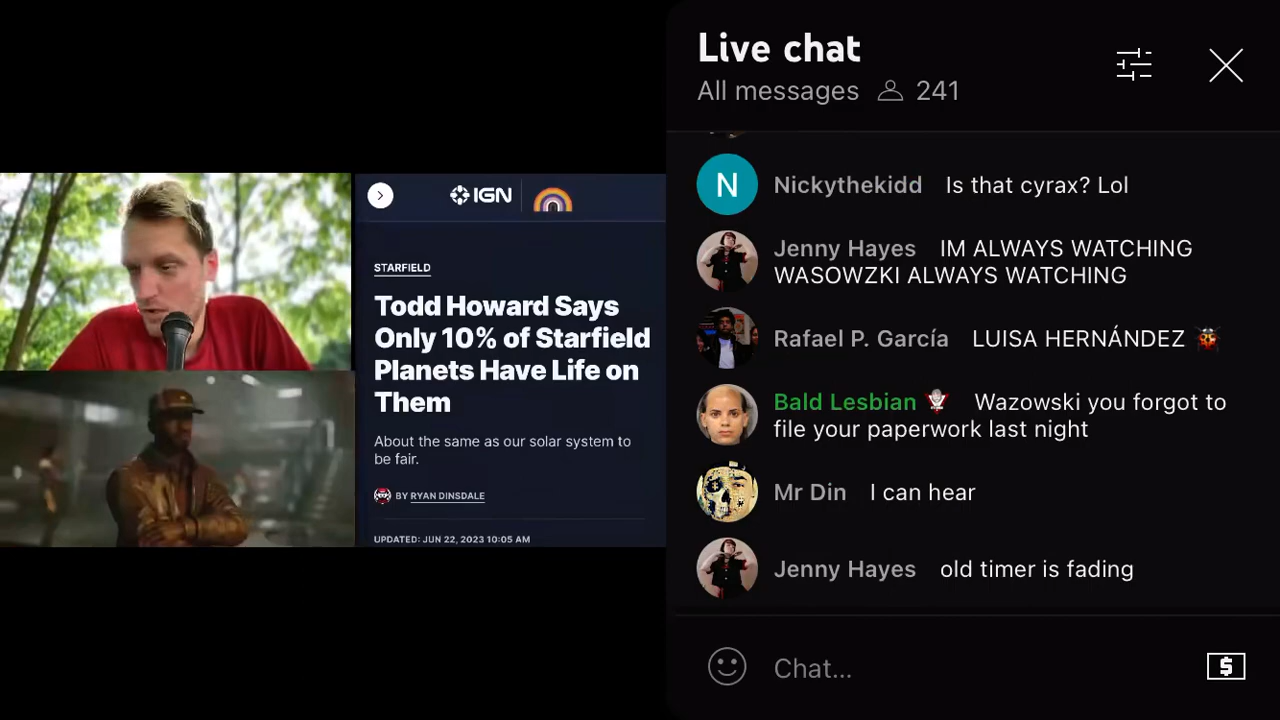 IGN
STARFIELD
Todd Howard Says
Only 10% of Starfield
Planets Have Life on
Them
About the same as our solar system to
be fair.
BY RYAN DINSDALE
UPDATED: JUN 22, 2023 10:05 AM
Live chat
All messages 241
N Nickythekidd Is that cyrax? Lol
Jenny Hayes IM ALWAYS WATCHING
WASOWZKI ALWAYS WATCHING
Rafael P. García LUISA HERNÁNDEZ
Bald Lesbian Wazowski you forgot to
file your paperwork last night
Mr Din I can hear
Jenny Hayes old timer is fading
Chat...
$